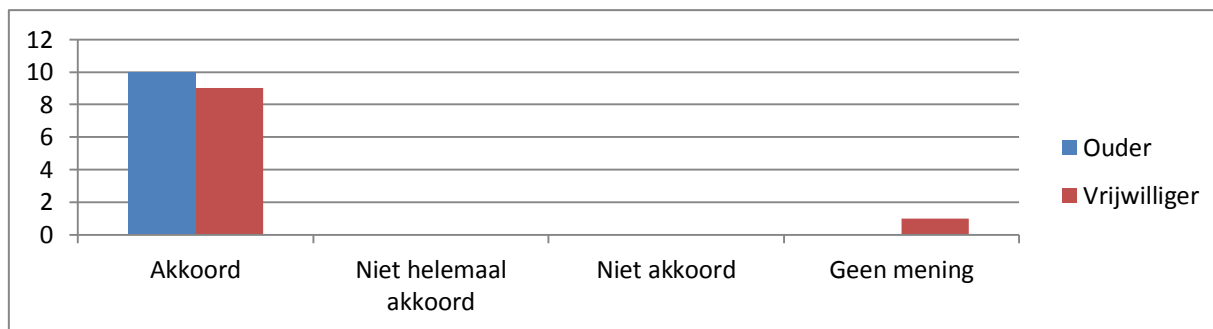 12
10
8
6
4
2
0
Akkoord
Niet helemaal
akkoord
Niet akkoord
Geen mening
Ouder
Vrijwilliger